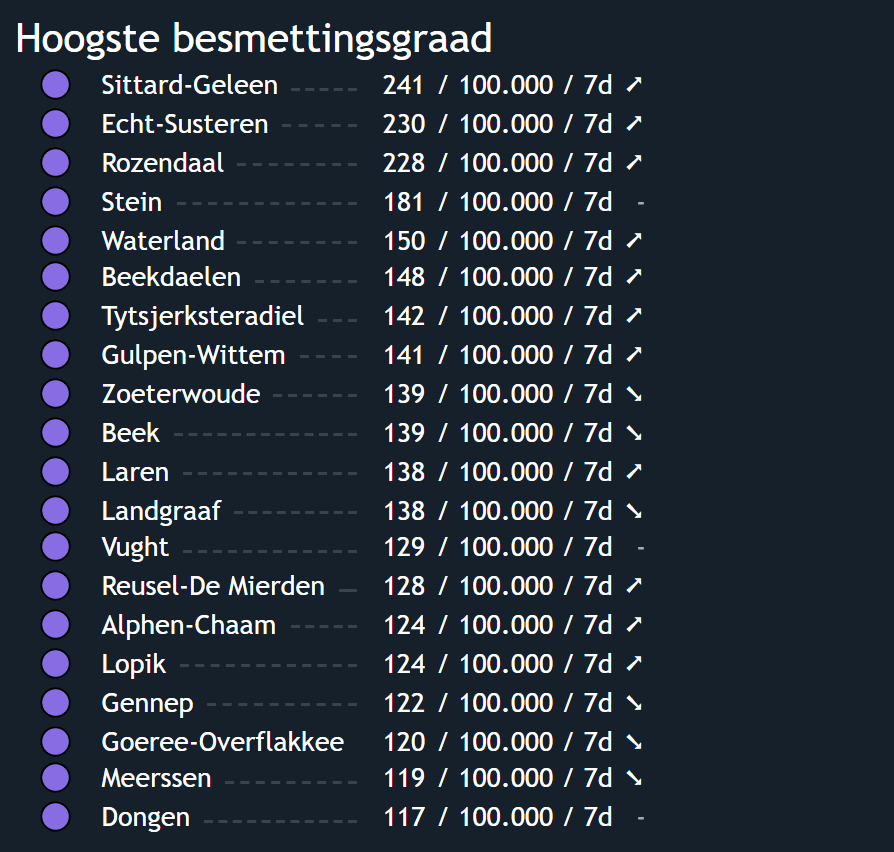 Hoogste besmettingsgraad
Sittard-Geleen ----- 241 / 100.000 / 7d ➚
Echt-Susteren ----- 230 / 100.000 / 7d ➚
Rozendaal -------- 228 / 100.000 / 7d ➚
Stein ------------ 181 / 100.000 / 7d -
Waterland -------- 150 / 100.000 / 7d ➚
Beekdaelen ------- 148 / 100.000 / 7d ➚
Tytsjerksteradiel --- 142 / 100.000 / 7d ➚
Gulpen-Wittem ---- 141 / 100.000 / 7d ➚
Zoeterwoude ------ 139 / 100.000 / 7d ➘
Beek ------------ 139 / 100.000 / 7d ➘
Laren ------------ 138 / 100.000 / 7d ➚
Landgraaf -------- 138 / 100.000 / 7d ➘
Vught ------------ 129 / 100.000 / 7d -
Reusel-De Mierden - 128 / 100.000 / 7d ➚
Alphen-Chaam ----- 124 / 100.000 / 7d ➚
Lopik ------------ 124 / 100.000 / 7d ➚
Gennep ---------- 122 / 100.000 / 7d ➘
Goeree-Overflakkee 120 / 100.000 / 7d ➘
Meerssen --------- 119 / 100.000 / 7d ➘
Dongen ---------- 117 / 100.000 / 7d -